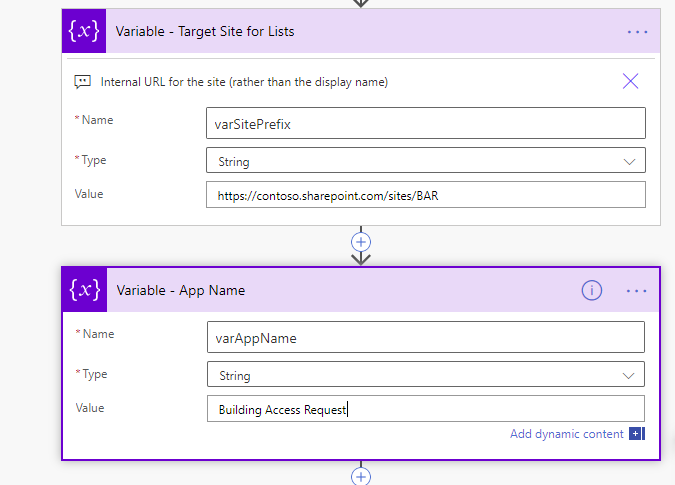 {x} Variable - Target Site for Lists
Internal URL for the site (rather than the display name)
* Name varSitePrefix
* Type String
Value https://contoso.sharepoint.com/sites/BAR
{x} Variable - App Name
* Name varAppName
* Type String
Value Building Access Request
Add dynamic content